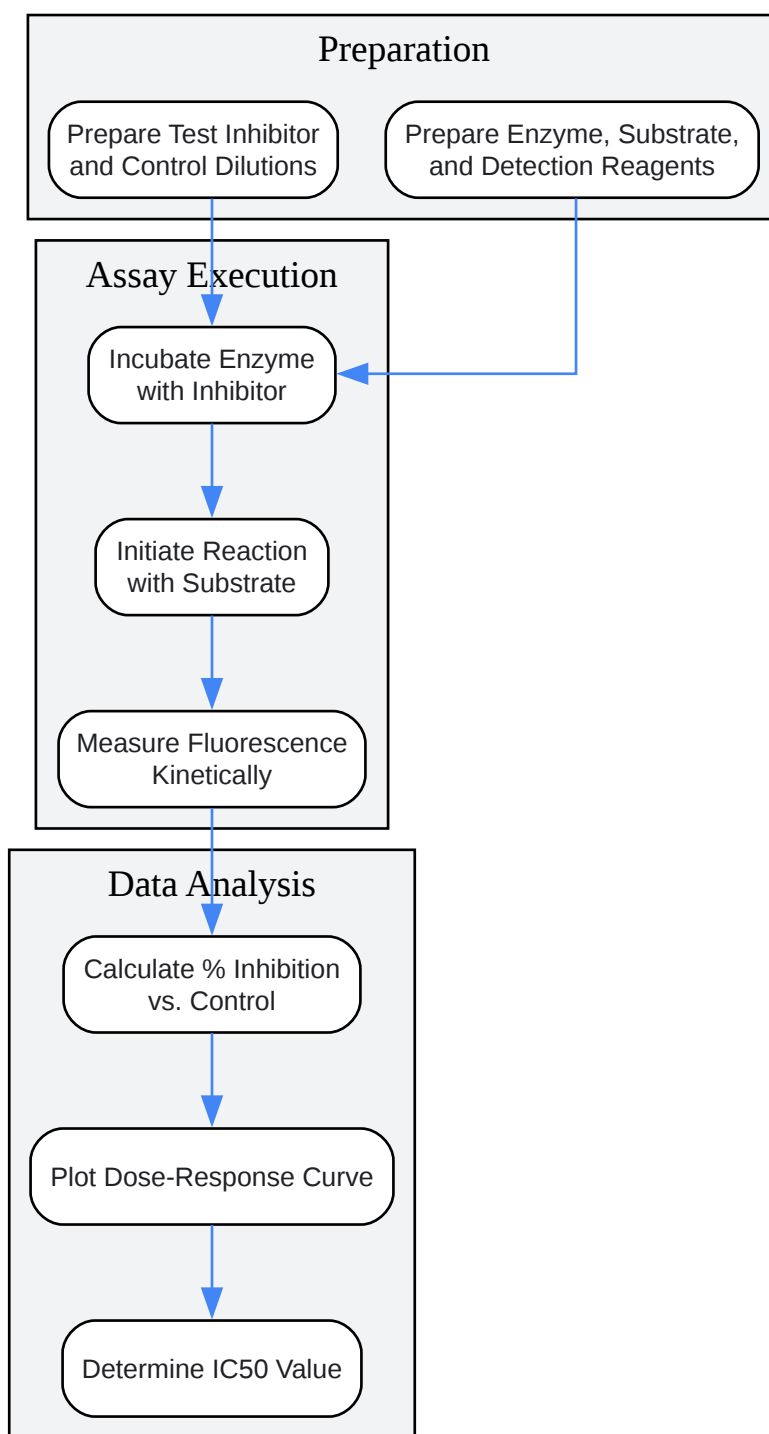 Preparation
Prepare Test Inhibitor
and Control Dilutions
Prepare Enzyme, Substrate,
and Detection Reagents
Assay Execution
Incubate Enzyme
with Inhibitor
Initiate Reaction
with Substrate
Measure Fluorescence
Kinetically
Data Analysis
Calculate % Inhibition
vs. Control
Plot Dose-Response Curve
Determine IC50 Value